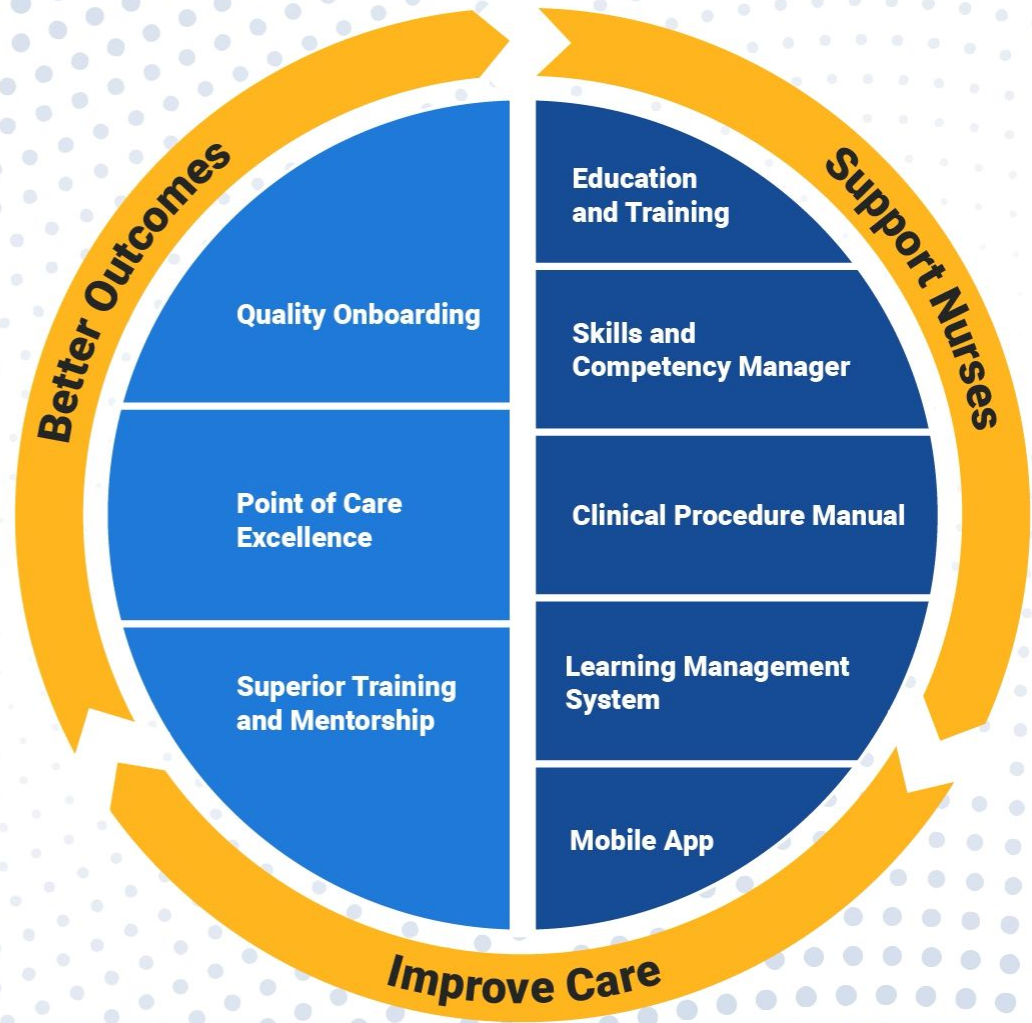 Better Outcomes
Support Nurses
Improve Care
Quality Onboarding
Point of Care
Excellence
Superior Training
and Mentorship
Education
and Training
Skills and
Competency Manager
Clinical Procedure Manual
Learning Management
System
Mobile App